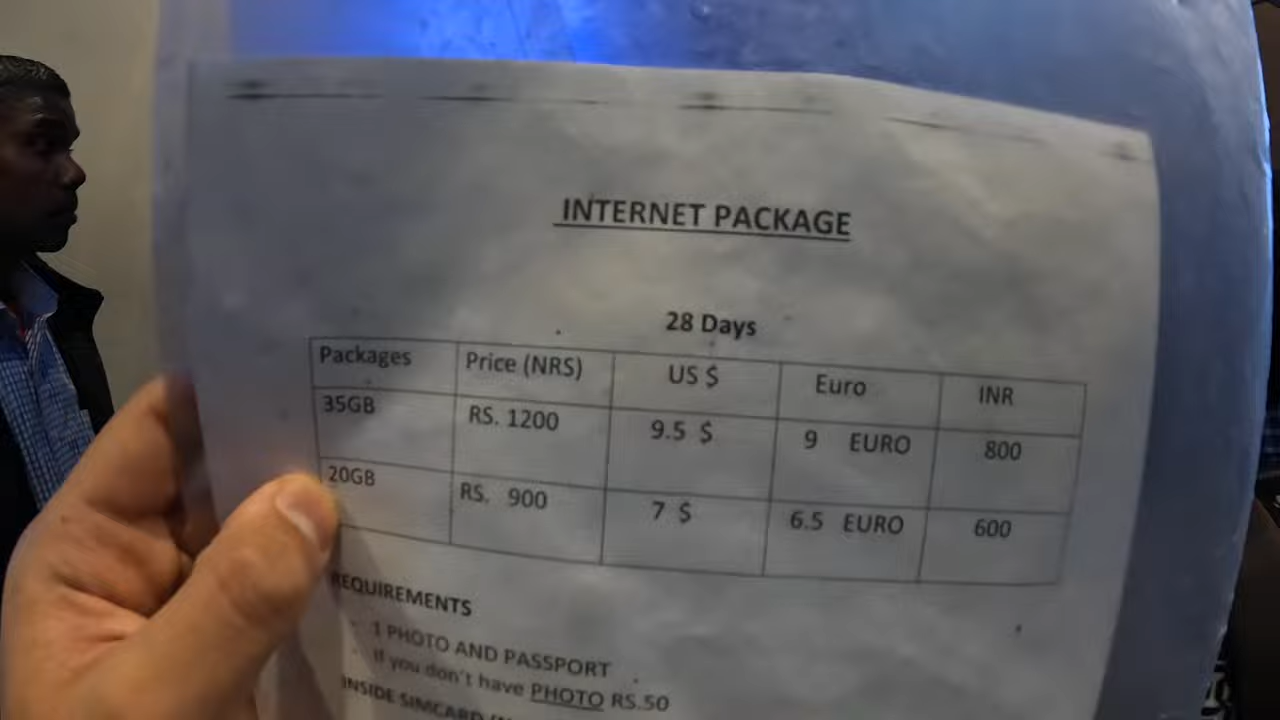 INTERNET PACKAGE
28 Days
Packages Price (NRS) US $ Euro INR
35GB RS. 1200 9.5 $ 9 EURO 800
20GB RS. 900 7 $ 6.5 EURO 600
REQUIREMENTS
- 1 PHOTO AND PASSPORT
- If you don't have PHOTO RS.50
INSIDE SIMCARD